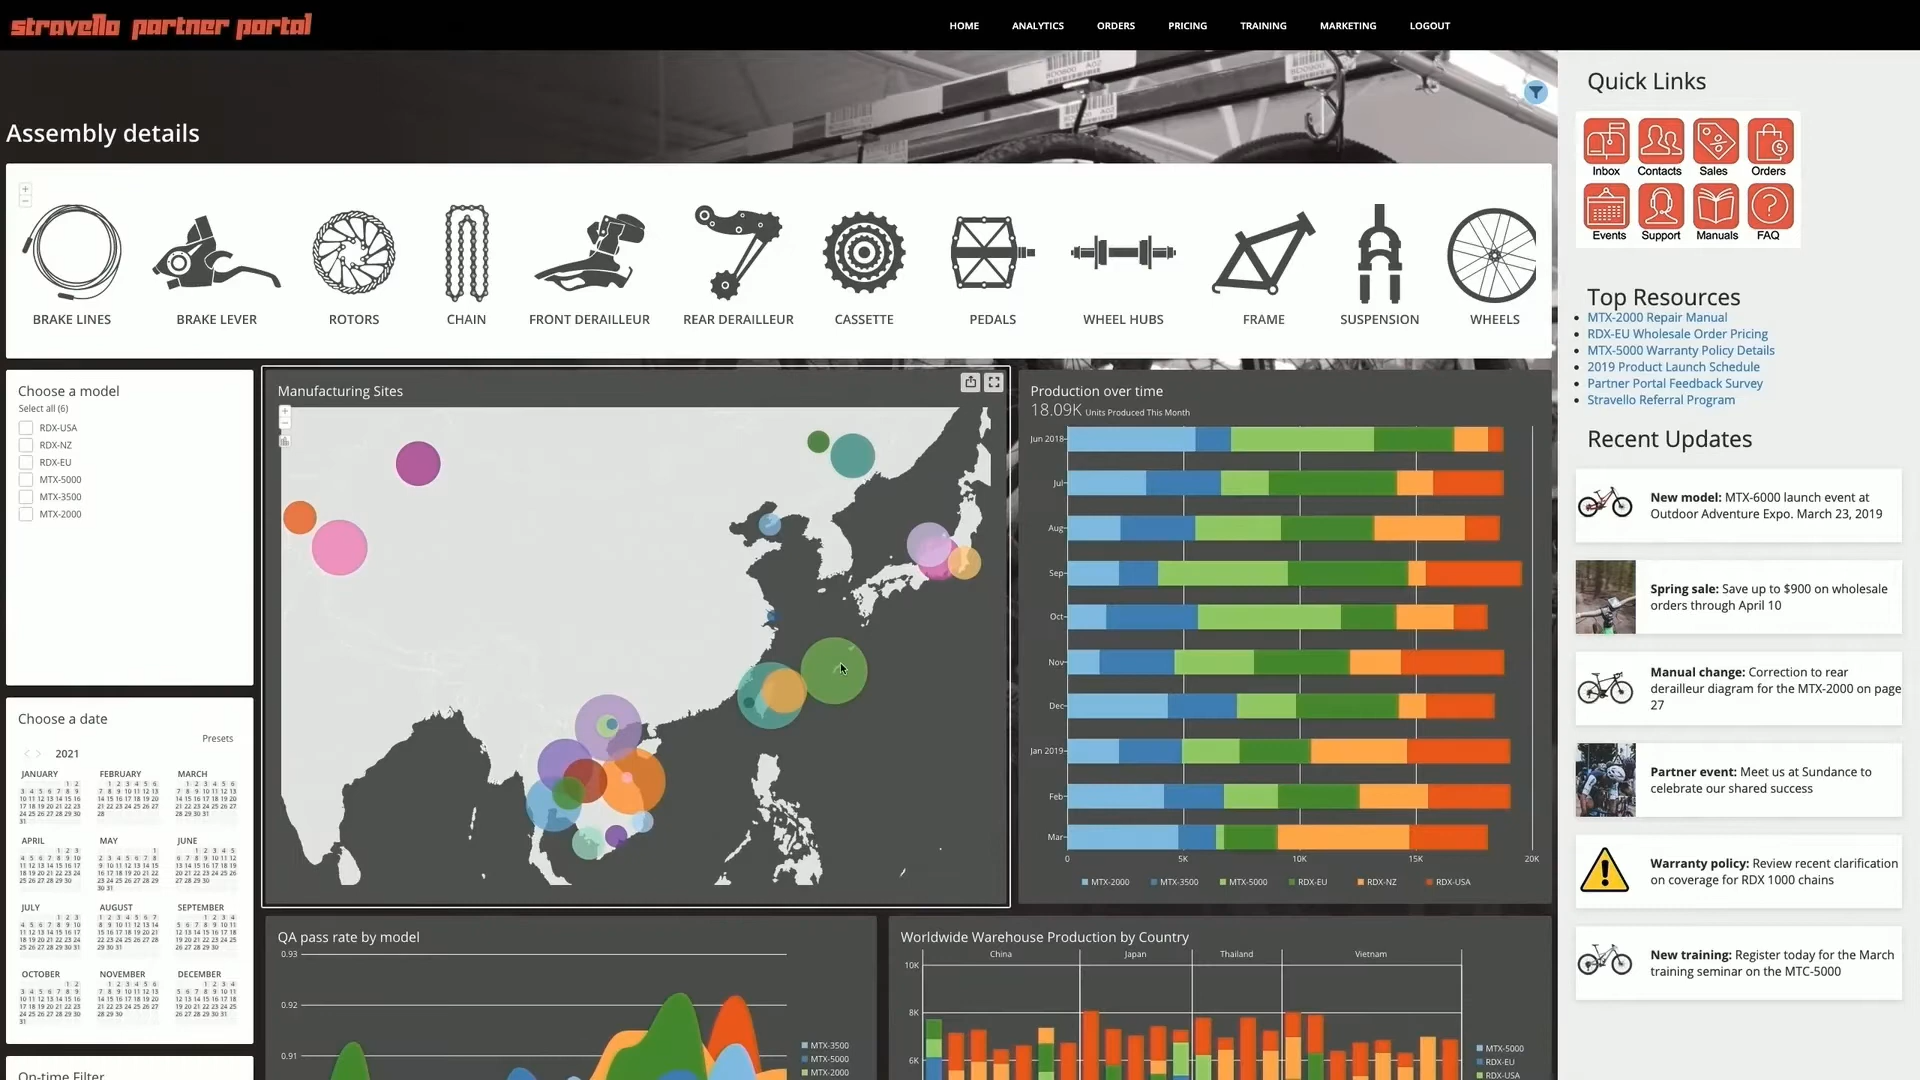 stravello partner portal
HOME ANALYTICS ORDERS PRICING TRAINING MARKETING LOGOUT
Assembly details
BRAKE LINES BRAKE LEVER ROTORS CHAIN FRONT DERAILLEUR REAR DERAILLEUR CASSETTE PEDALS WHEEL HUBS FRAME SUSPENSION WHEELS
Choose a model
Select all (6)
RDX-USA
RDX-NZ
RDX-EU
MTX-5000
MTX-3500
MTX-2000
Choose a date
Presets
2021
JANUARY FEBRUARY MARCH
APRIL MAY JUNE
JULY AUGUST SEPTEMBER
OCTOBER NOVEMBER DECEMBER
On-time Filter
Manufacturing Sites
Production over time
18.09K Units Produced This Month
Jun 2018
Jul
Aug
Sep
Oct
Nov
Dec
Jan 2019
Feb
Mar
0 5K 10K 15K 20K
MTX-2000 MTX-3500 MTX-5000 RDX-EU RDX-NZ RDX-USA
QA pass rate by model
0.93
0.92
0.91
MTX-3500
MTX-5000
MTX-2000
Worldwide Warehouse Production by Country
China Japan Thailand Vietnam
10K
8K
6K
MTX-5000
RDX-EU
RDX-USA
Quick Links
Inbox Contacts Sales Orders
Events Support Manuals FAQ
Top Resources
MTX-2000 Repair Manual
RDX-EU Wholesale Order Pricing
MTX-5000 Warranty Policy Details
2019 Product Launch Schedule
Partner Portal Feedback Survey
Stravello Referral Program
Recent Updates
New model: MTX-6000 launch event at
Outdoor Adventure Expo. March 23, 2019
Spring sale: Save up to $900 on wholesale
orders through April 10
Manual change: Correction to rear
derailleur diagram for the MTX-2000 on page
27
Partner event: Meet us at Sundance to
celebrate our shared success
Warranty policy: Review recent clarification
on coverage for RDX 1000 chains
New training: Register today for the March
training seminar on the MTC-5000